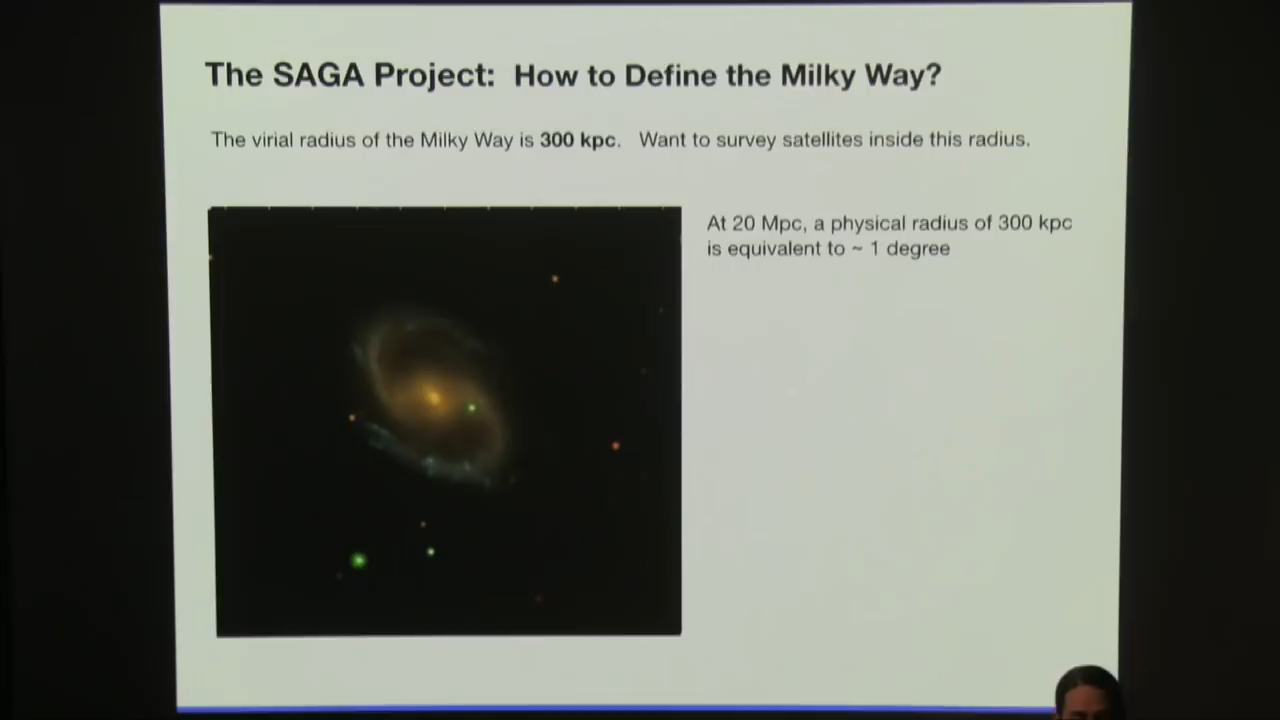 The SAGA Project: How to Define the Milky Way?
The virial radius of the Milky Way is 300 kpc. Want to survey satellites inside this radius.
At 20 Mpc, a physical radius of 300 kpc
is equivalent to ~ 1 degree